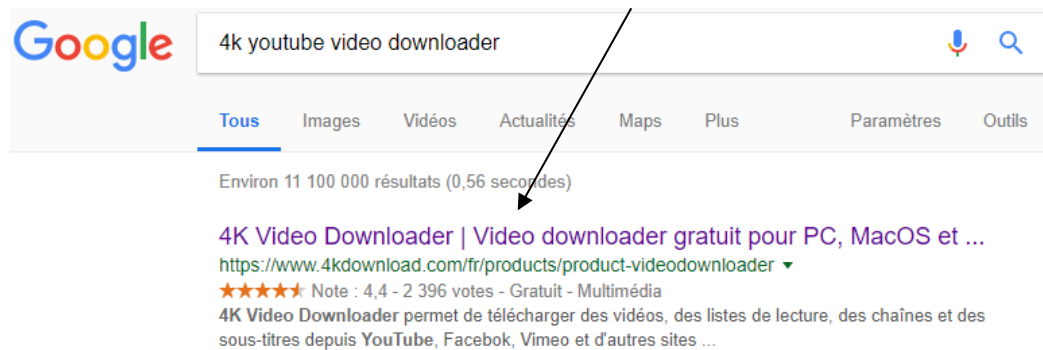 Google 4k youtube video downloader
Tous Images Vidéos Actualités Maps Plus Paramètres Outils
Environ 11 100 000 résultats (0,56 secondes)
4K Video Downloader | Video downloader gratuit pour PC, MacOS et ...
https://www.4kdownload.com/fr/products/product-videodownloader
Note : 4,4 - 2 396 votes - Gratuit - Multimédia
4K Video Downloader permet de télécharger des vidéos, des listes de lecture, des chaînes et des
sous-titres depuis YouTube, Facebok, Vimeo et d'autres sites ...